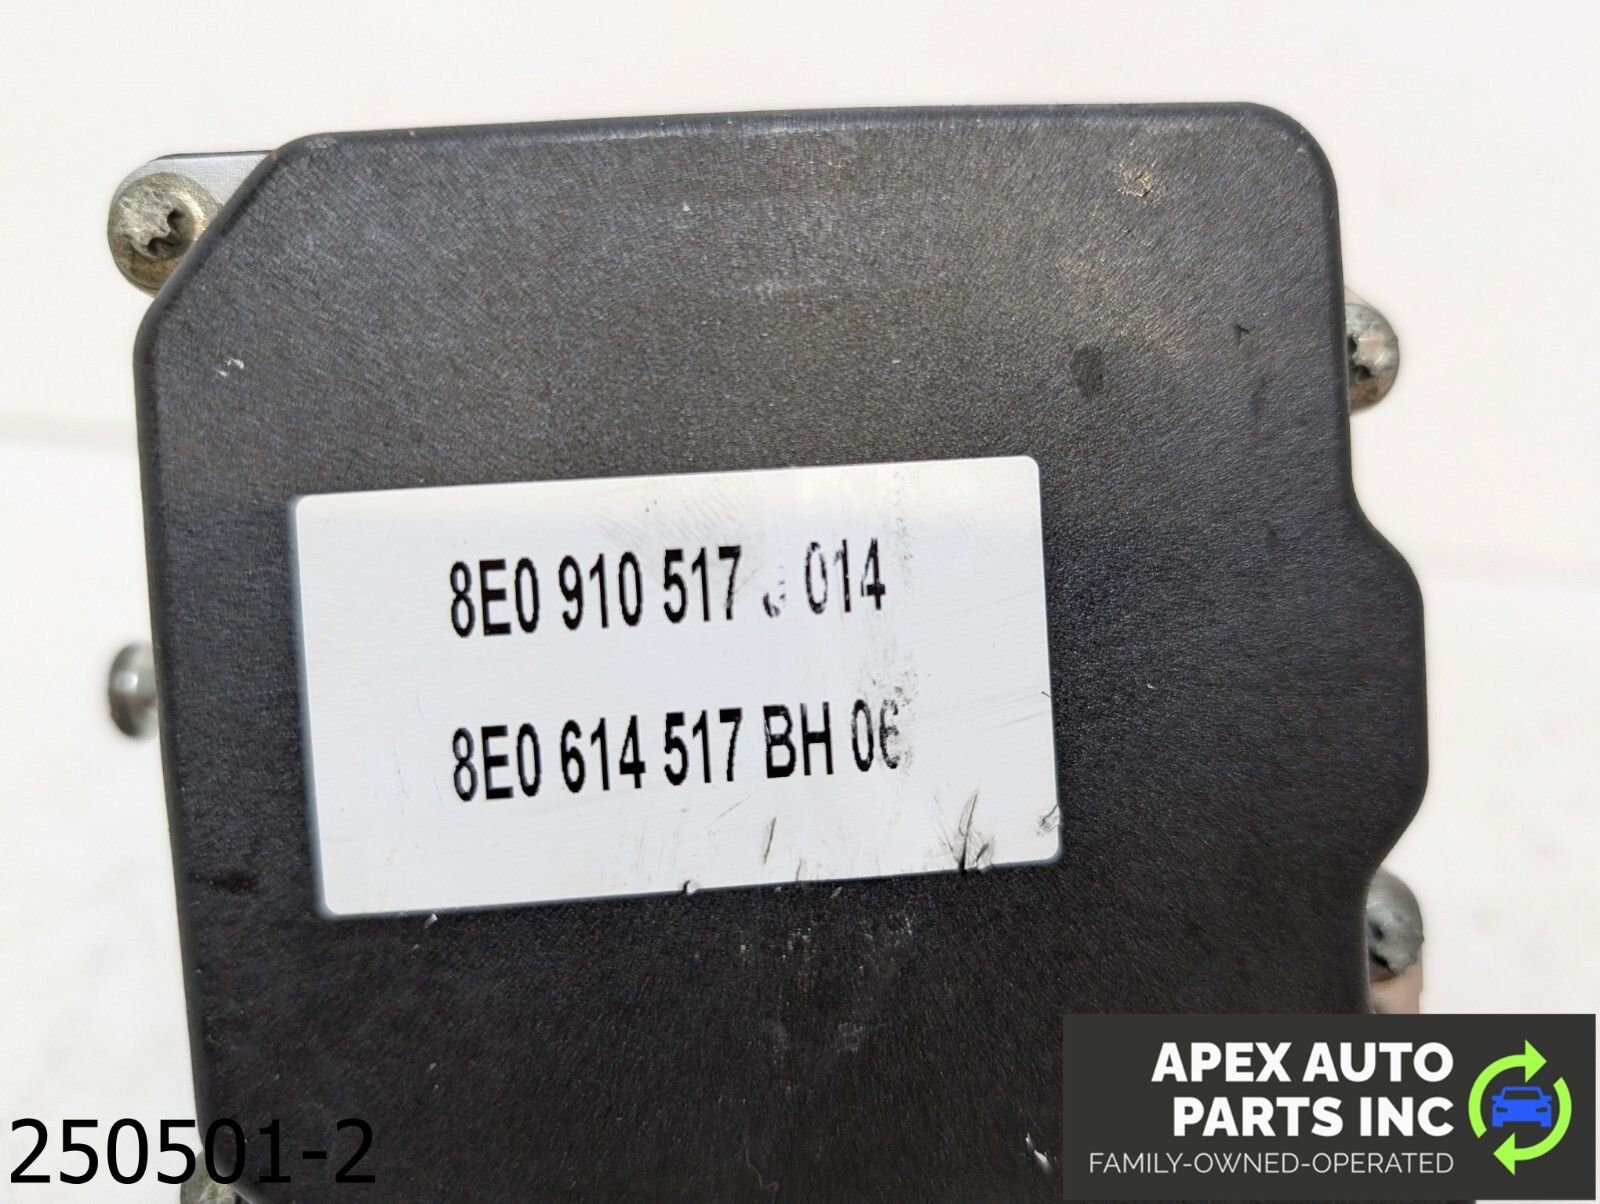 8E0 910 517 014
8E0 614 517 BH 06
250501-2
APEX AUTO
PARTS INC
FAMILY-OWNED-OPERATED